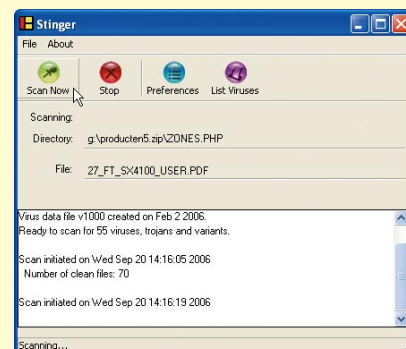 Stinger
File About
Scan Now Stop Preferences List Viruses
Scanning:
Directory: g:\producten5.zip\ZONES.PHP
File: 27_FT_SX4100_USER.PDF
Virus data file v1000 created on Feb 2 2006.
Ready to scan for 55 viruses, trojans and variants.
Scan initiated on Wed Sep 20 14:16:05 2006
Number of clean files: 70
Scan initiated on Wed Sep 20 14:16:19 2006
Scanning...